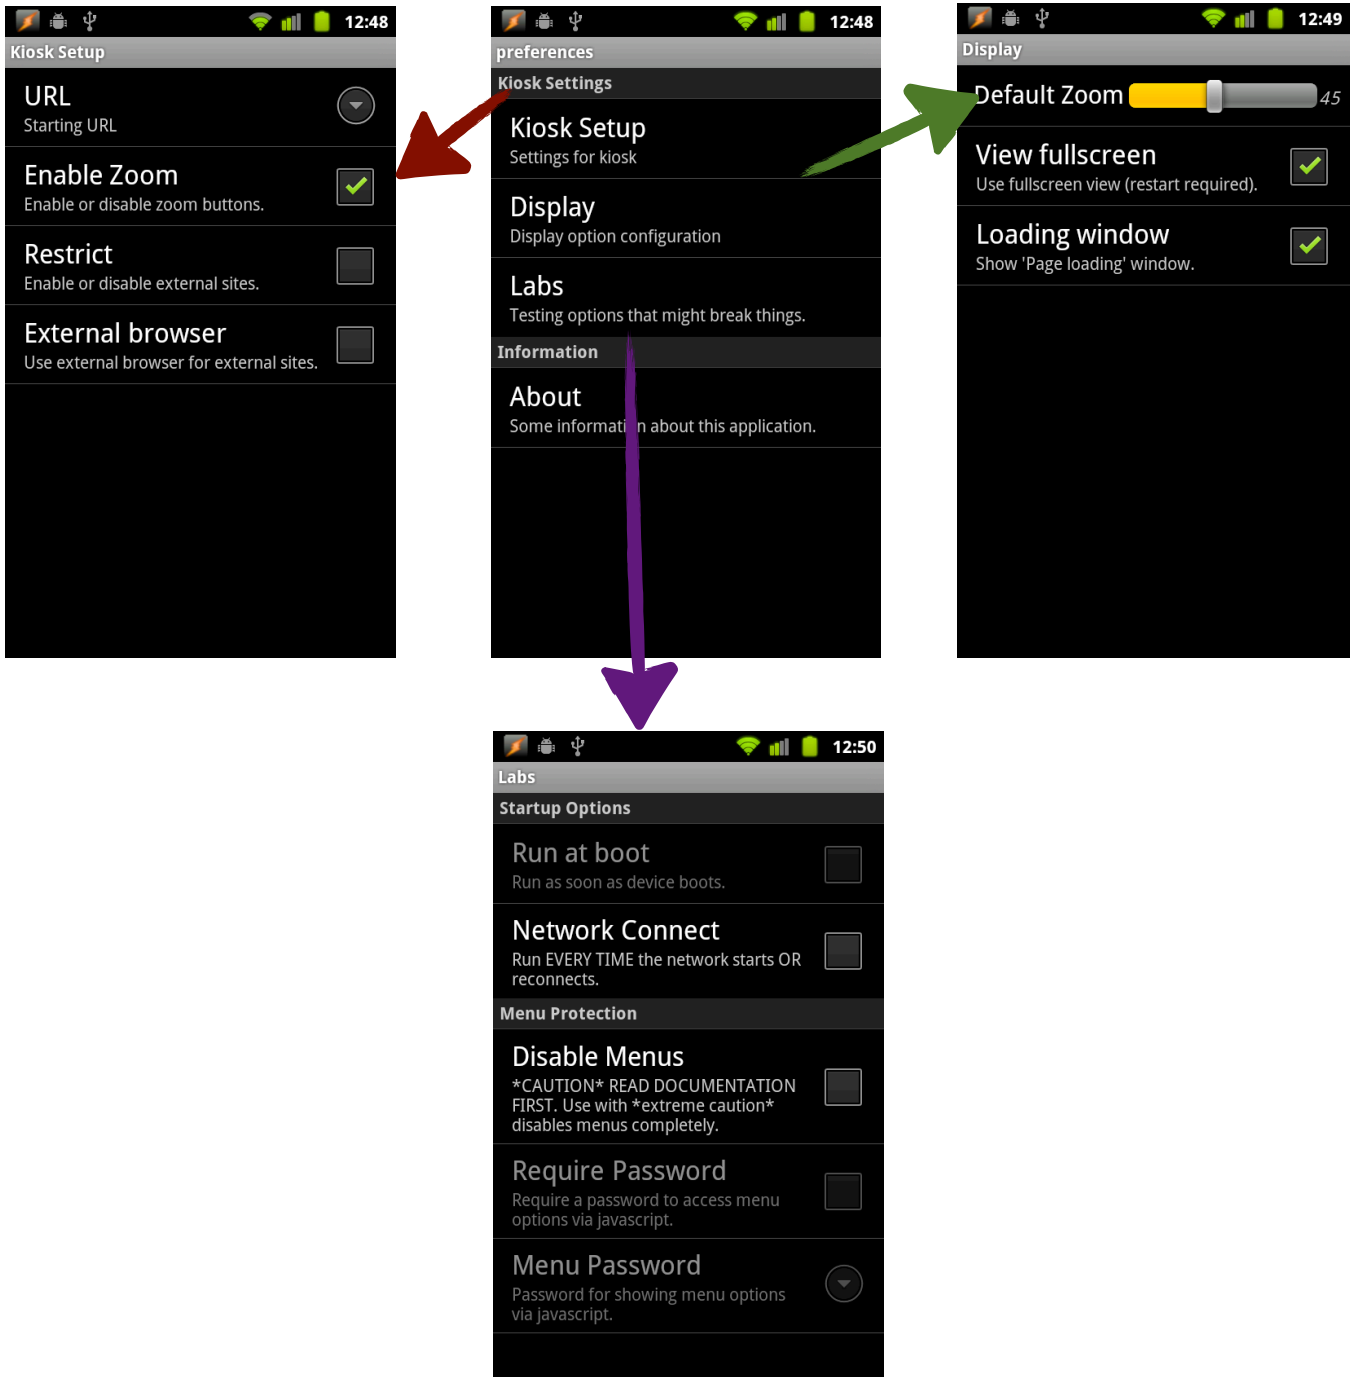 12:48
Kiosk Setup
URL
Starting URL
Enable Zoom
Enable or disable zoom buttons.
Restrict
Enable or disable external sites.
External browser
Use external browser for external sites.
12:48
preferences
Kiosk Settings
Kiosk Setup
Settings for kiosk
Display
Display option configuration
Labs
Testing options that might break things.
Information
About
Some information about this application.
12:49
Display
Default Zoom 45
View fullscreen
Use fullscreen view (restart required).
Loading window
Show 'Page loading' window.
12:50
Labs
Startup Options
Run at boot
Run as soon as device boots.
Network Connect
Run EVERY TIME the network starts OR
reconnects.
Menu Protection
Disable Menus
*CAUTION* READ DOCUMENTATION
FIRST. Use with *extreme caution*
disables menus completely.
Require Password
Require a password to access menu
options via javascript.
Menu Password
Password for showing menu options
via javascript.